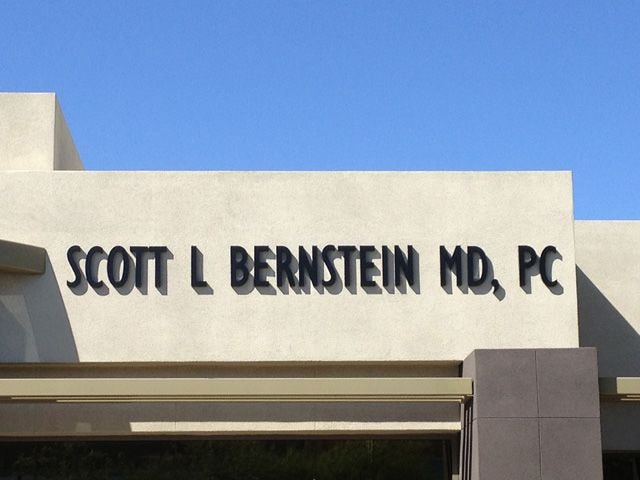 SCOTT L BERNSTEIN MD, PC